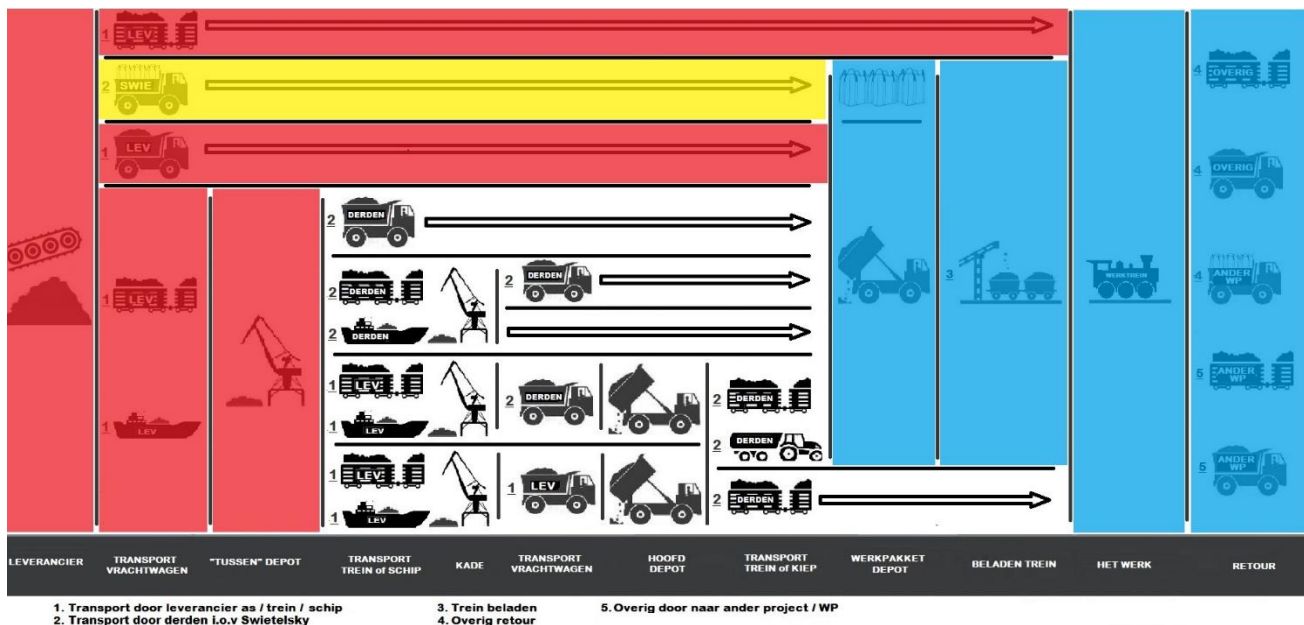 1 LEV
2 SWIE
1 LEV
2 DERDEN
2 DERDEN 2 DERDEN
2 DERDEN
1 LEV
1 LEV
1 LEV 2 DERDEN 2 DERDEN
1 LEV
2 DERDEN
1 LEV 1 LEV 2 DERDEN
1 LEV
3
WERKTREIN
4 OVERIG
4 OVERIG
4 ANDER WP
5 ANDER WP
5 ANDER WP
LEVERANCIER
TRANSPORT
VRACHTWAGEN
"TUSSEN" DEPOT
TRANSPORT
TREIN of SCHIP
KADE
TRANSPORT
VRACHTWAGEN
HOOFD
DEPOT
TRANSPORT
TREIN of KIEP
WERKPAKKET
DEPOT
BELADEN TREIN
HET WERK
RETOUR
1. Transport door leverancier as / trein / schip
2. Transport door derden i.o.v Swietelsky
3. Trein beladen
4. Overig retour
5.Overig door naar ander project / WP